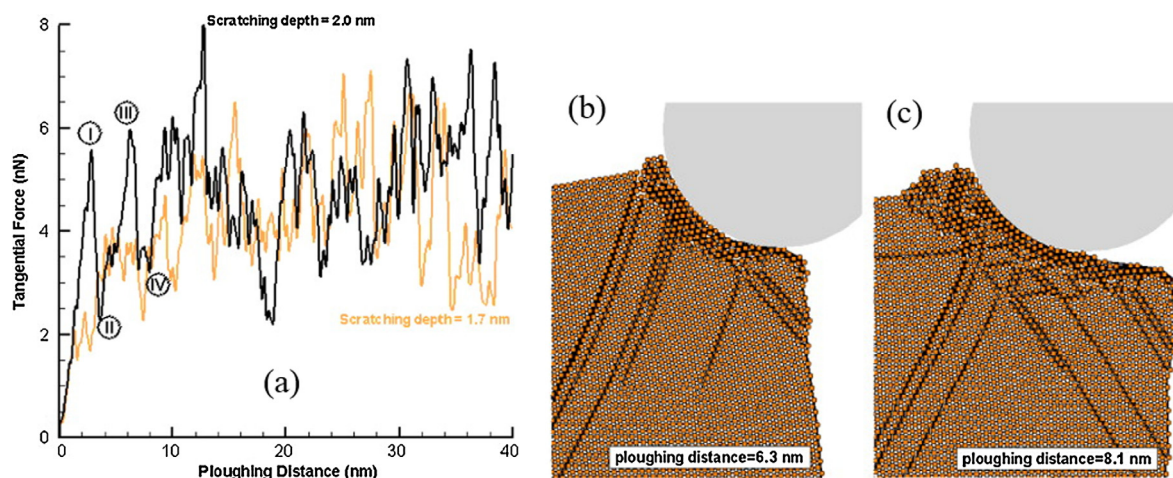 Scratching depth = 2.0 nm
8
6
4
2
0
Tangential Force (nN)
I
II
III
IV
Scratching depth = 1.7 nm
(a)
0 10 20 30 40
Ploughing Distance (nm)
(b)
ploughing distance=6.3 nm
(c)
ploughing distance=8.1 nm